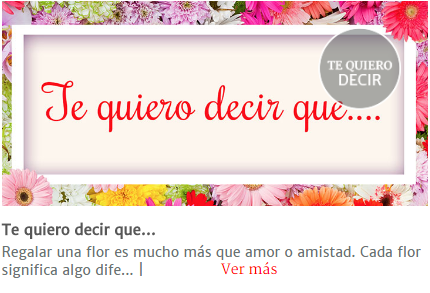 TE QUIERO
DECIR
Te quiero decir que....
Te quiero decir que...
Regalar una flor es mucho más que amor o amistad. Cada flor
significa algo dife... | Ver más